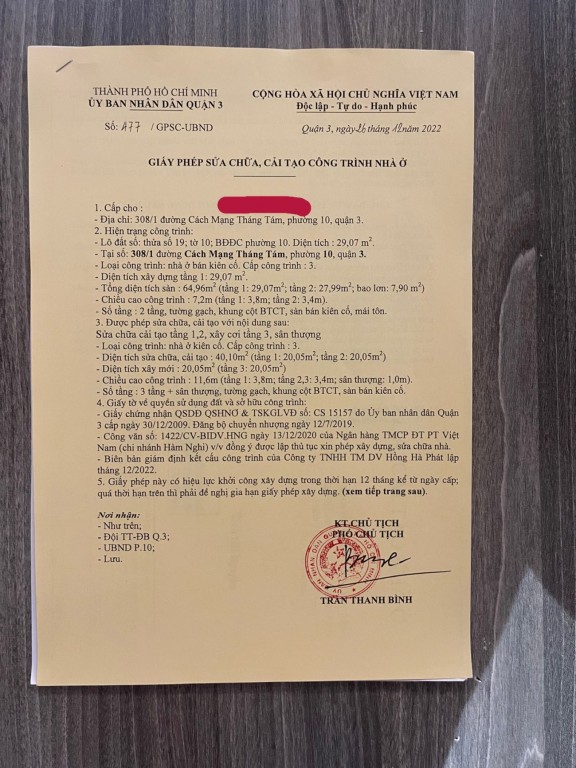 THÀNH PHỐ HỒ CHÍ MINH
ỦY BAN NHÂN DÂN QUẬN 3
CỘNG HÒA XÃ HỘI CHỦ NGHĨA VIỆT NAM
Độc lập - Tự do - Hạnh phúc
Số: 177 / GPSC-UBND
Quận 3, ngày 26 tháng 12 năm 2022
GIẤY PHÉP SỬA CHỮA, CẢI TẠO CÔNG TRÌNH NHÀ Ở
1. Cấp cho :
- Địa chỉ: 308/1 đường Cách Mạng Tháng Tám, phường 10, quận 3.
2. Hiện trạng công trình:
- Lô đất số: thửa số 19; tờ 10; BĐĐC phường 10. Diện tích : 29,07 m².
- Tại số: 308/1 đường Cách Mạng Tháng Tám, phường 10, quận 3.
- Loại công trình: nhà ở bán kiên cố. Cấp công trình : 3.
- Diện tích xây dựng tầng 1: 29,07 m².
- Tổng diện tích sàn : 64,96m² (tầng 1: 29,07m²; tầng 2: 27,99m²; bao lơn: 7,90 m²)
- Chiều cao công trình : 7,2m (tầng 1: 3,8m; tầng 2: 3,4m).
- Số tầng : 2 tầng, tường gạch, khung cột BTCT, sàn bán kiên cố, mái tôn.
3. Được phép sửa chữa, cải tạo với nội dung sau:
Sửa chữa cải tạo tầng 1,2, xây cơi tầng 3, sân thượng
- Loại công trình: nhà ở kiên cố. Cấp công trình : 3.
- Diện tích sửa chữa, cải tạo : 40,10m² (tầng 1: 20,05m²; tầng 2: 20,05m²)
- Diện tích xây mới : 20,05m² (tầng 3: 20,05m²)
- Chiều cao công trình : 11,6m (tầng 1: 3,8m; tầng 2,3: 3,4m; sân thượng: 1,0m).
- Số tầng : 3 tầng + sân thượng, tường gạch, khung cột BTCT, sàn bán kiên cố.
4. Giấy tờ về quyền sử dụng đất và sở hữu công trình:
- Giấy chứng nhận QSDĐ QSHNỞ & TSKGLVĐ số: CS 15157 do Ủy ban nhân dân Quận
3 cấp ngày 30/12/2009. Đăng bộ chuyển nhượng ngày 12/7/2019.
- Công văn số: 1422/CV-BIDV.HNG ngày 13/12/2020 của Ngân hàng TMCP ĐT PT Việt
Nam (chi nhánh Hàm Nghi) v/v đồng ý được lập thủ tục xin phép xây dựng, sửa chữa nhà.
- Biên bản giám định kết cấu công trình của Công ty TNHH TM DV Hồng Hà Phát lập
tháng 12/2022.
5. Giấy phép này có hiệu lực khởi công xây dựng trong thời hạn 12 tháng kể từ ngày cấp;
quá thời hạn trên thì phải đề nghị gia hạn giấy phép xây dựng. (xem tiếp trang sau).
Nơi nhận:
- Như trên;
- Đội TT-ĐB Q.3;
- UBND P.10;
- Lưu.
KT.CHỦ TỊCH
PHÓ CHỦ TỊCH
TRẦN THANH BÌNH